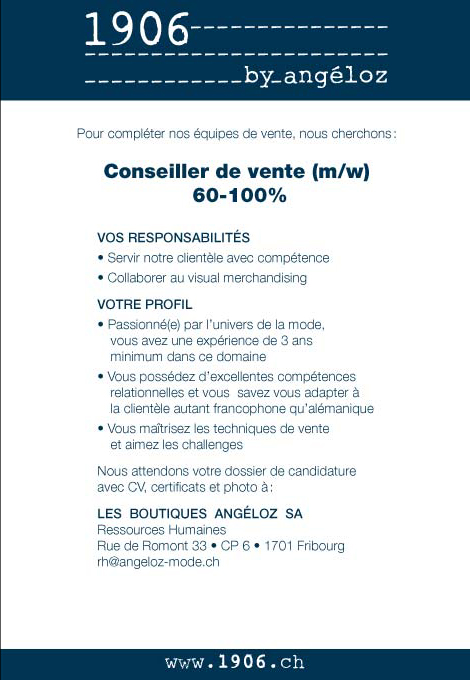 1906
by angéloz
Pour compléter nos équipes de vente, nous cherchons :
Conseiller de vente (m/w)
60-100%
VOS RESPONSABILITÉS
• Servir notre clientèle avec compétence
• Collaborer au visual merchandising
VOTRE PROFIL
• Passionné(e) par l'univers de la mode,
vous avez une expérience de 3 ans
minimum dans ce domaine
• Vous possédez d'excellentes compétences
relationnelles et vous savez vous adapter à
la clientèle autant francophone qu'alémanique
• Vous maîtrisez les techniques de vente
et aimez les challenges
Nous attendons votre dossier de candidature
avec CV, certificats et photo à :
LES BOUTIQUES ANGÉLOZ SA
Ressources Humaines
Rue de Romont 33 • CP 6 • 1701 Fribourg
rh@angeloz-mode.ch
www.1906.ch